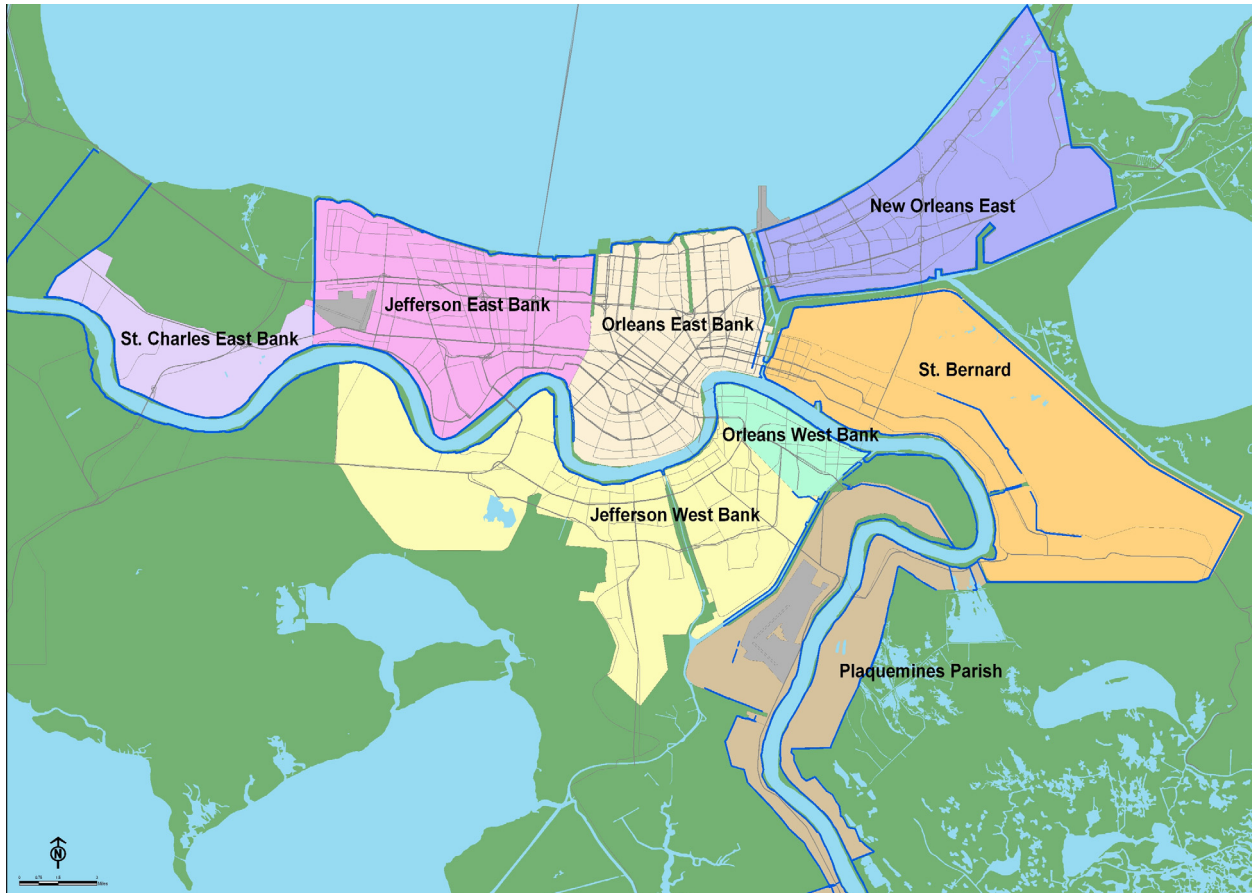 New Orleans East
Jefferson East Bank
Orleans East Bank
St. Charles East Bank
St. Bernard
Orleans West Bank
Jefferson West Bank
Plaquemines Parish
N